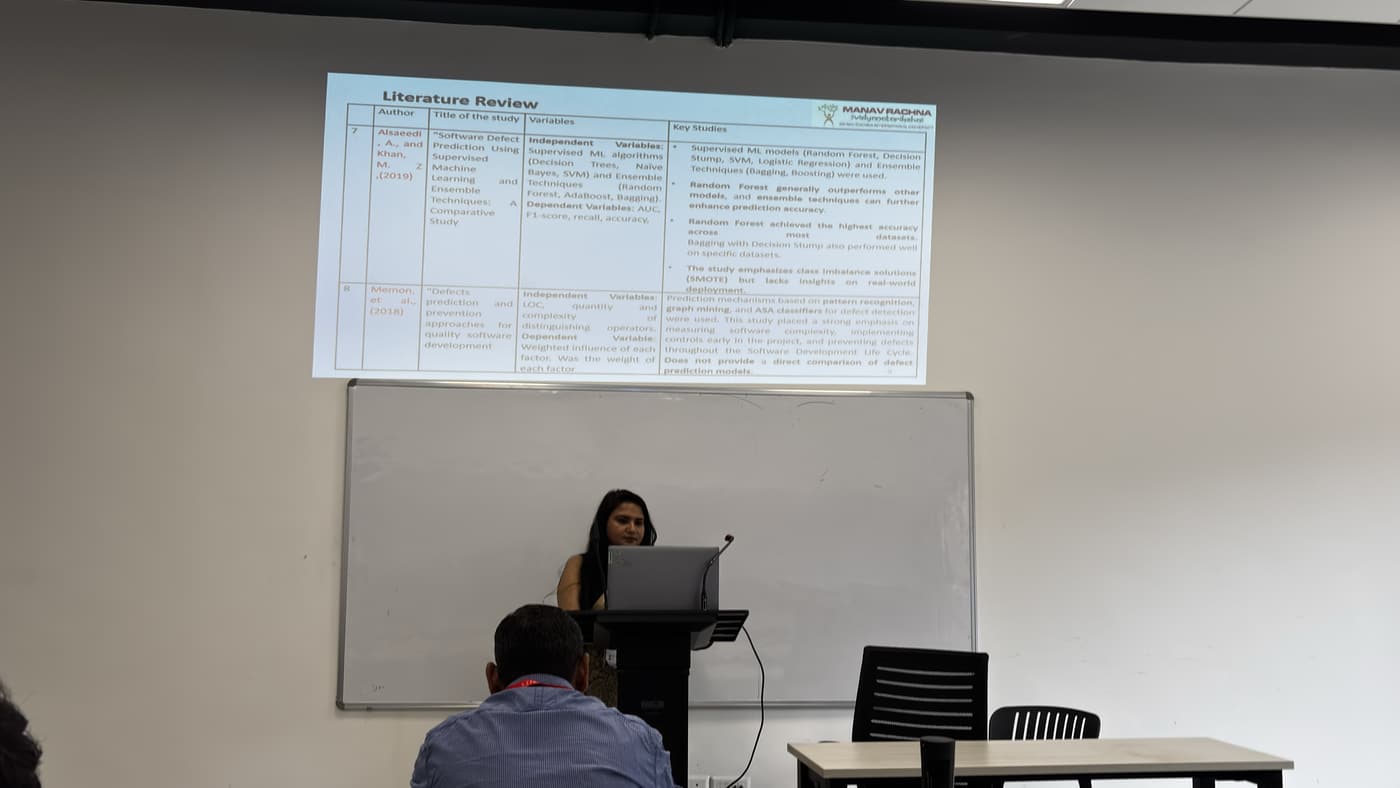 Literature Review
MANAV RACHNA
Author
Title of the study
Variables
Key Studies
7
Alsaeedi
, A., and
Khan,
M. Z
.,(2019)
"Software Defect
Prediction Using
Supervised
Machine
Learning and
Ensemble
Techniques: A
Comparative
Study
Independent Variables:
Supervised ML algorithms
(Decision Trees, Naïve
Bayes, SVM) and Ensemble
Techniques (Random
Forest, AdaBoost, Bagging).
Dependent Variables: AUC,
F1-score, recall, accuracy,
• Supervised ML models (Random Forest, Decision
Stump, SVM, Logistic Regression) and Ensemble
Techniques (Bagging, Boosting) were used.
• Random Forest generally outperforms other
models, and ensemble techniques can further
enhance prediction accuracy.
• Random Forest achieved the highest accuracy
across most datasets.
Bagging with Decision Stump also performed well
on specific datasets.
• The study emphasizes class imbalance solutions
(SMOTE) but lacks insights on real-world
deployment.
8
Memon,
et al.,
(2018)
"Defects
prediction and
prevention
approaches for
quality software
development
Independent Variables:
LOC, quantity and
complexity of
distinguishing operators.
Dependent Variable:
Weighted influence of each
factor. Was the weight of
each factor
Prediction mechanisms based on pattern recognition,
graph mining, and ASA classifiers for defect detection
were used. This study placed a strong emphasis on
measuring software complexity, implementing
controls early in the project, and preventing defects
throughout the Software Development Life Cycle.
Does not provide a direct comparison of defect
prediction models.